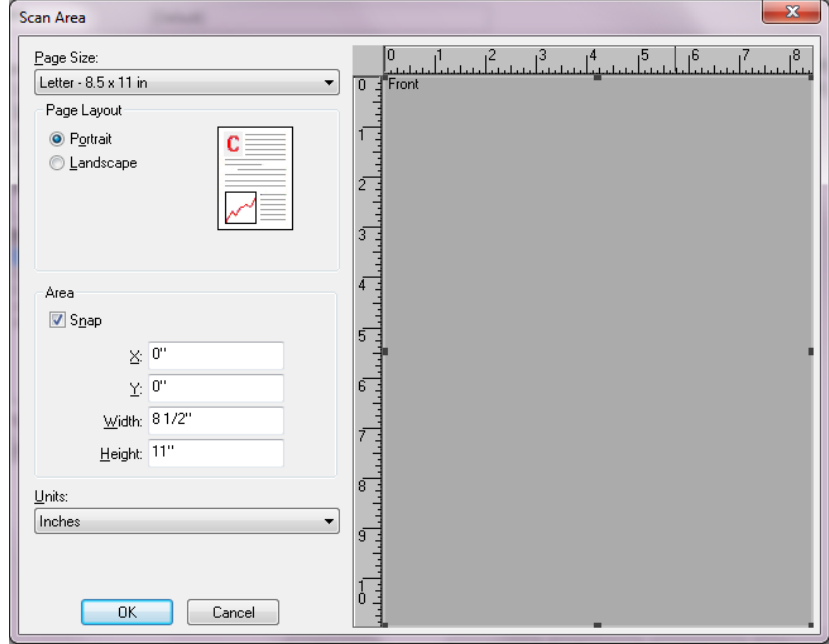 Scan Area
Page Size:
Letter - 8.5 x 11 in
Page Layout
Portrait
Landscape
C
Area
Snap
X: 0"
Y: 0"
Width: 8 1/2"
Height: 11"
Units:
Inches
OK Cancel
0 1 2 3 4 5 6 7 8
Front
0
1
2
3
4
5
6
7
8
9
10